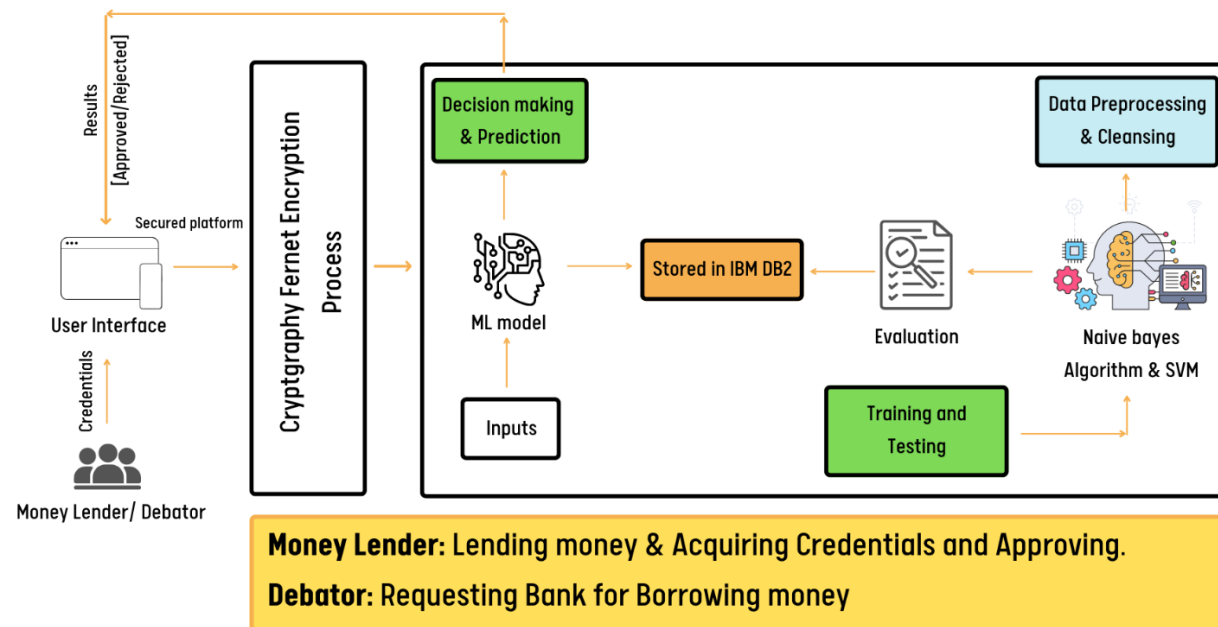 Results
[Approved/Rejected]
Secured platform
User Interface
Credentials
Money Lender/ Debator
Cryptgraphy Fernet Encryption
Process
Decision making
& Prediction
ML model
Inputs
Stored in IBM DB2
Evaluation
Data Preprocessing
& Cleansing
Naive bayes
Algorithm & SVM
Training and
Testing
Money Lender: Lending money & Acquiring Credentials and Approving.
Debator: Requesting Bank for Borrowing money